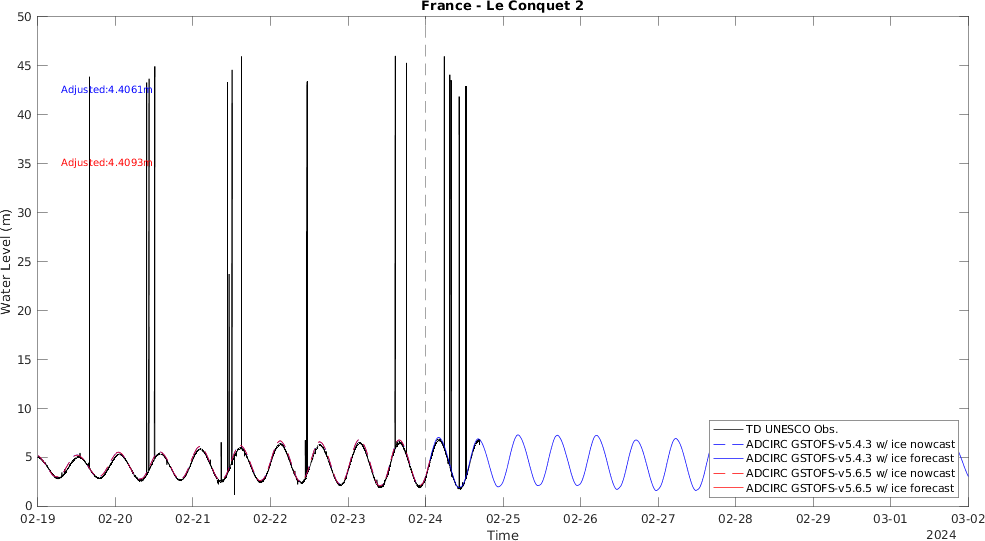 France - Le Conquet 2
50
45
40
35
30
25
20
15
10
5
0
Water Level (m)
Adjusted:4.4061m
Adjusted:4.4093m
TD UNESCO Obs.
ADCIRC GSTOFS-v5.4.3 w/ ice nowcast
ADCIRC GSTOFS-v5.4.3 w/ ice forecast
ADCIRC GSTOFS-v5.6.5 w/ ice nowcast
ADCIRC GSTOFS-v5.6.5 w/ ice forecast
02-19 02-20 02-21 02-22 02-23 02-24 02-25 02-26 02-27 02-28 02-29 03-01 03-02
Time 2024